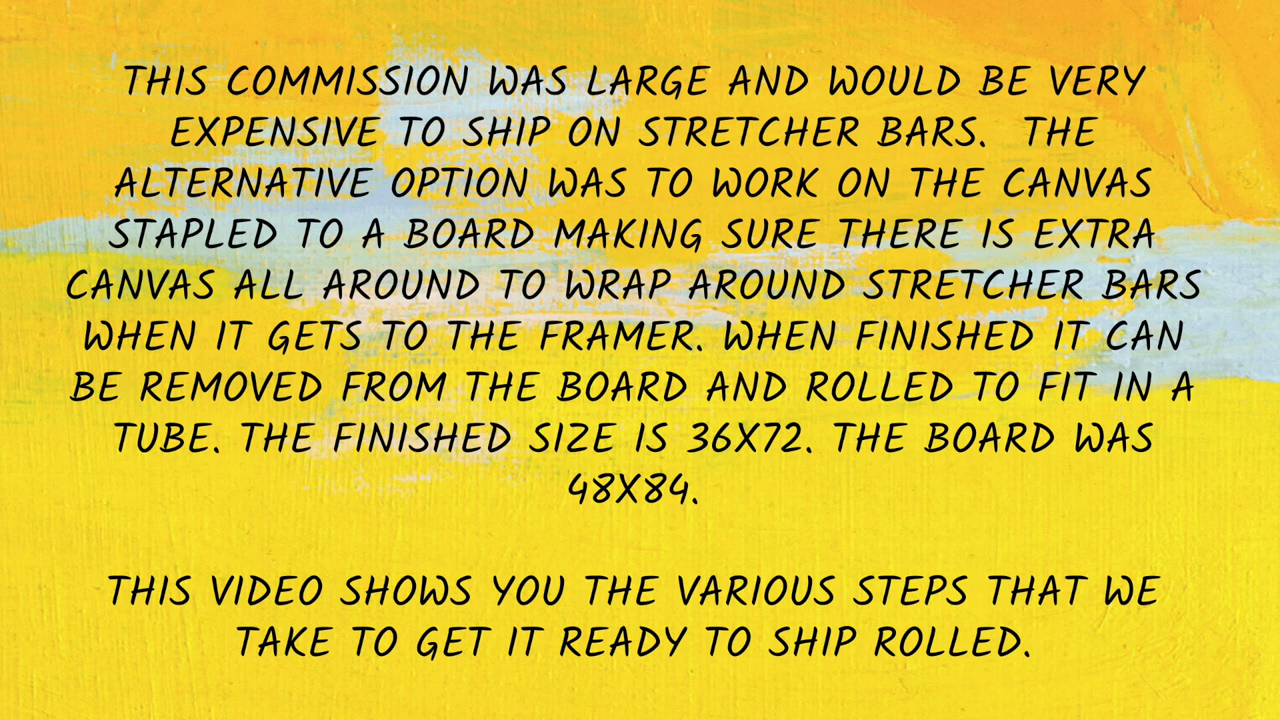 THIS COMMISSION WAS LARGE AND WOULD BE VERY
EXPENSIVE TO SHIP ON STRETCHER BARS.  THE
ALTERNATIVE OPTION WAS TO WORK ON THE CANVAS
STAPLED TO A BOARD MAKING SURE THERE IS EXTRA
CANVAS ALL AROUND TO WRAP AROUND STRETCHER BARS
WHEN IT GETS TO THE FRAMER. WHEN FINISHED IT CAN
BE REMOVED FROM THE BOARD AND ROLLED TO FIT IN A
TUBE. THE FINISHED SIZE IS 36X72. THE BOARD WAS
48X84.
THIS VIDEO SHOWS YOU THE VARIOUS STEPS THAT WE
TAKE TO GET IT READY TO SHIP ROLLED.